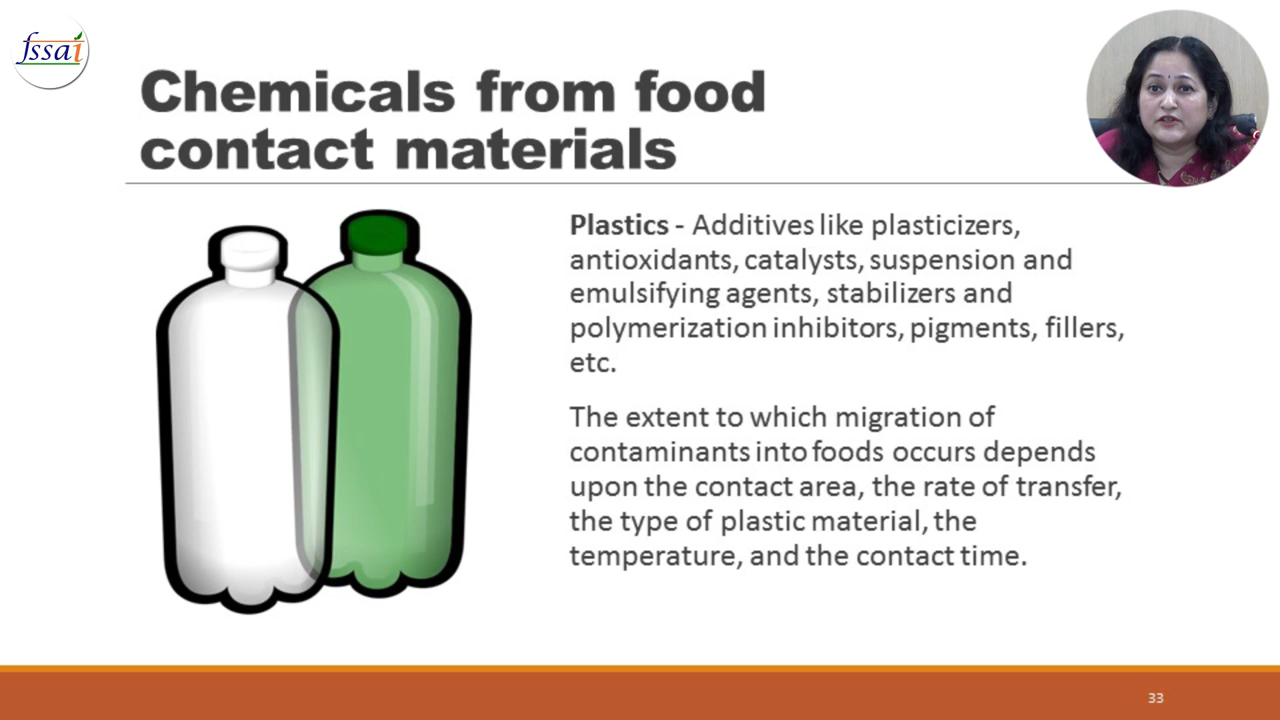 fssai
Chemicals from food
contact materials
Plastics - Additives like plasticizers,
antioxidants, catalysts, suspension and
emulsifying agents, stabilizers and
polymerization inhibitors, pigments, fillers,
etc.
The extent to which migration of
contaminants into foods occurs depends
upon the contact area, the rate of transfer,
the type of plastic material, the
temperature, and the contact time.
33